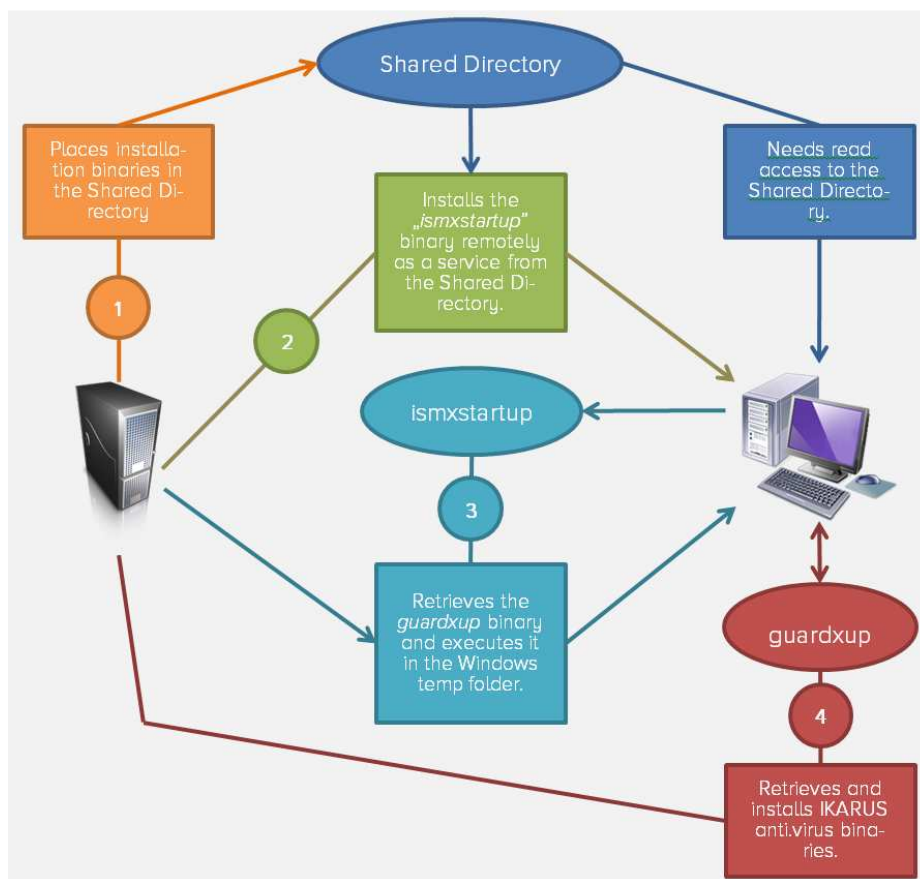 Shared Directory
Places installa-
tion binaries in
the Shared Di-
rectory
Needs read
access to the
Shared Directo-
ry.
Installs the
„ismxstartup"
binary remotely
as a service from
the Shared Di-
rectory.
1
2
ismxstartup
3
Retrieves the
guardxup binary
and executes it
in the Windows
temp folder.
guardxup
4
Retrieves and
installs IKARUS
anti.virus bina-
ries.